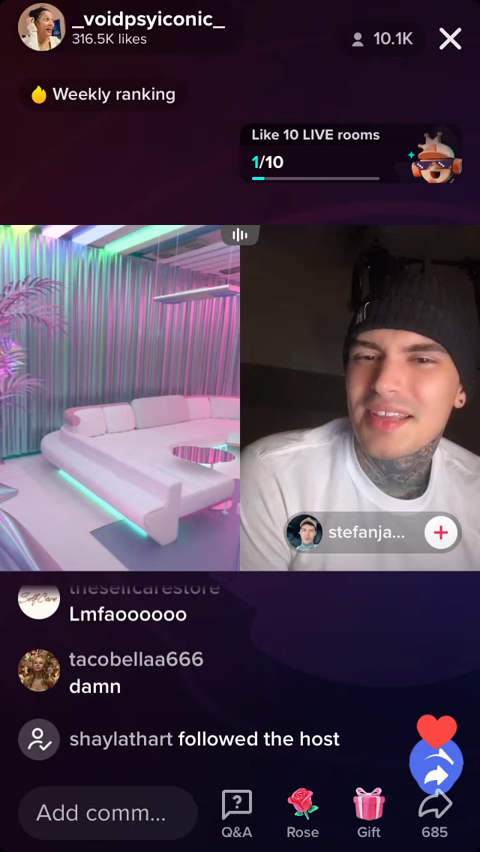 _voidpsyiconic_
316.5K likes
10.1K
Weekly ranking
Like 10 LIVE rooms
1/10
stefanja...
theselfcarestore
Lmfaoooooo
tacobellaa666
damn
shaylathart followed the host
Add comm...
Q&A
Rose
Gift
685